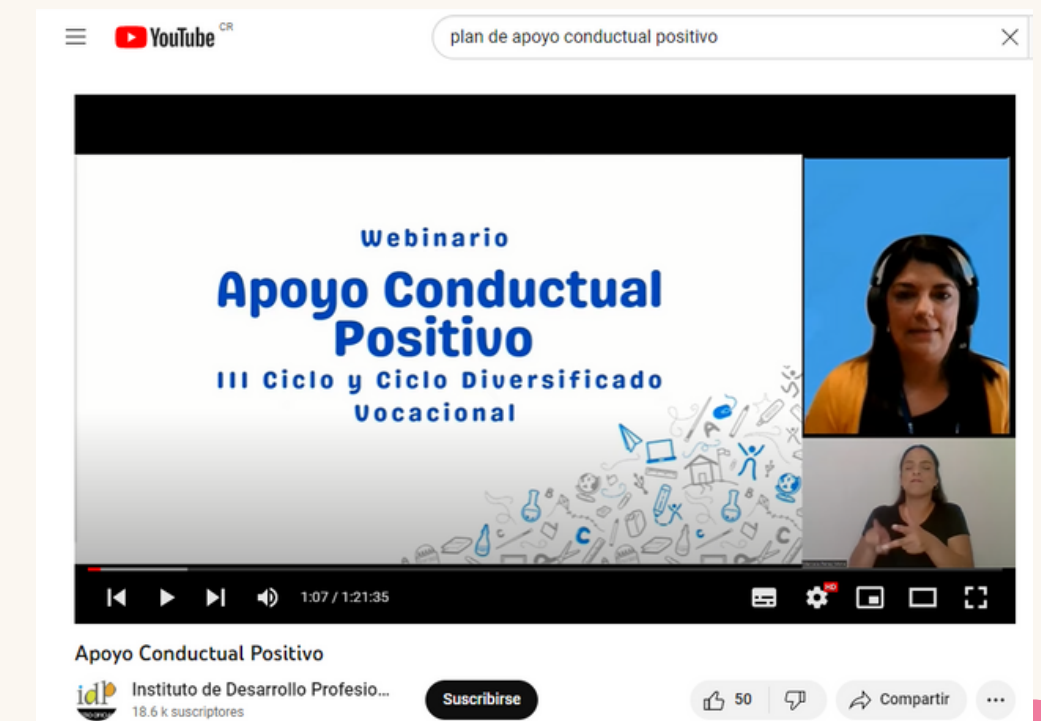 YouTube CR
plan de apoyo conductual positivo
Webinario
Apoyo Conductual
Positivo
III Ciclo y Ciclo Diversificado
Vocacional
1:07 / 1:21:35
HD
Apoyo Conductual Positivo
idp
Instituto de Desarrollo Profesio...
18.6 k suscriptores
Suscribirse
50
Compartir